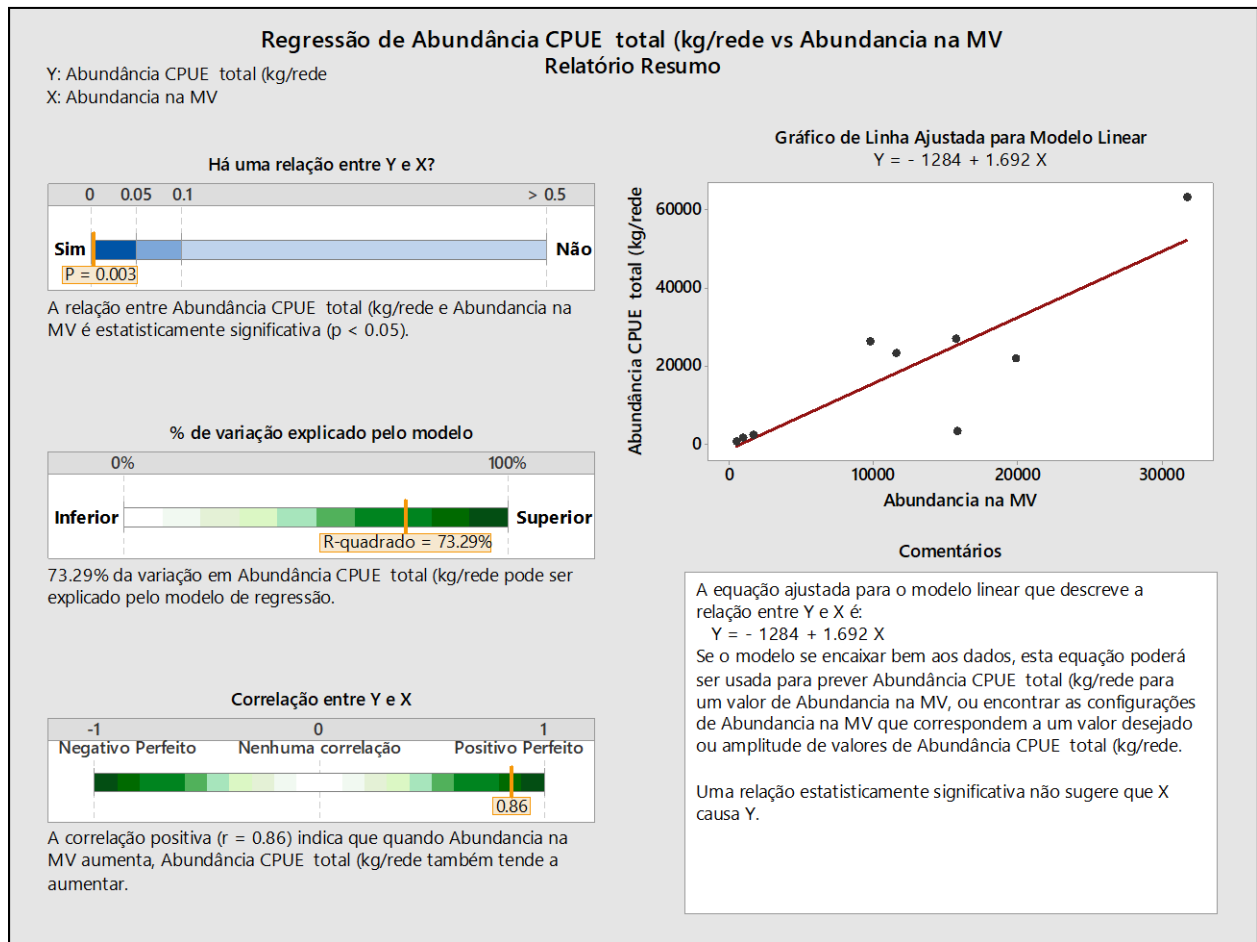 Regressão de Abundância CPUE  total (kg/rede vs Abundancia na MV
Relatório Resumo
Y: Abundância CPUE  total (kg/rede
X: Abundancia na MV
Há uma relação entre Y e X?
0 0.05 0.1 > 0.5
Sim Não
P = 0.003
A relação entre Abundância CPUE  total (kg/rede e Abundancia na
MV é estatisticamente significativa (p < 0.05).
% de variação explicado pelo modelo
0% 100%
Inferior Superior
R-quadrado = 73.29%
73.29% da variação em Abundância CPUE  total (kg/rede pode ser
explicado pelo modelo de regressão.
Correlação entre Y e X
-1 0 1
Negativo Perfeito Nenhuma correlação Positivo Perfeito
0.86
A correlação positiva (r = 0.86) indica que quando Abundancia na
MV aumenta, Abundância CPUE  total (kg/rede também tende a
aumentar.
Gráfico de Linha Ajustada para Modelo Linear
Y = - 1284 + 1.692 X
Abundância CPUE  total (kg/rede
60000
40000
20000
0
0 10000 20000 30000
Abundancia na MV
Comentários
A equação ajustada para o modelo linear que descreve a
relação entre Y e X é:
Y = - 1284 + 1.692 X
Se o modelo se encaixar bem aos dados, esta equação poderá
ser usada para prever Abundância CPUE  total (kg/rede para
um valor de Abundancia na MV, ou encontrar as configurações
de Abundancia na MV que correspondem a um valor desejado
ou amplitude de valores de Abundância CPUE  total (kg/rede.
Uma relação estatisticamente significativa não sugere que X
causa Y.